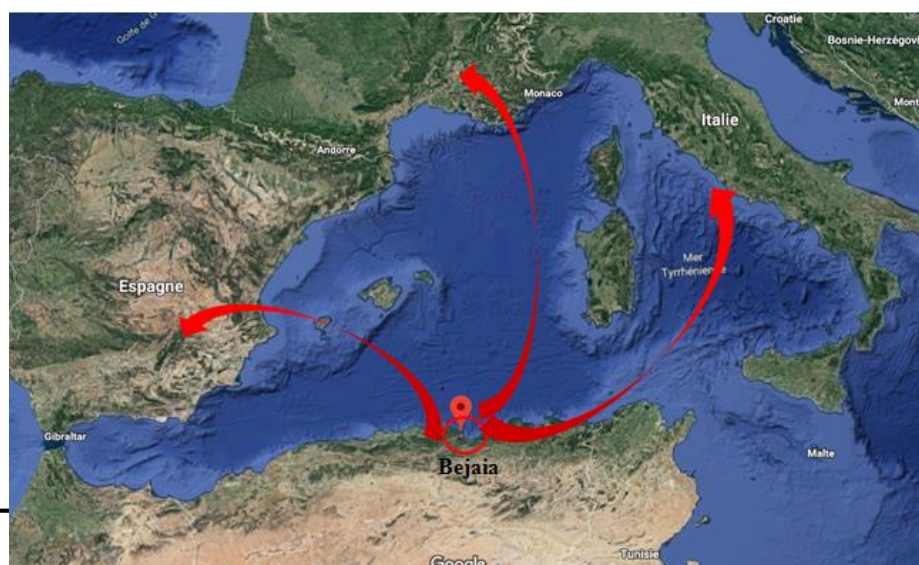 Golfe de G
Croatie
Bosnie-Herzégovi
Monaco
Mont
Italie
Andorre
Mer
Tyrrhénienne
Espagne
Gibraltar
Bejaia
Malte
Tunisie
Google